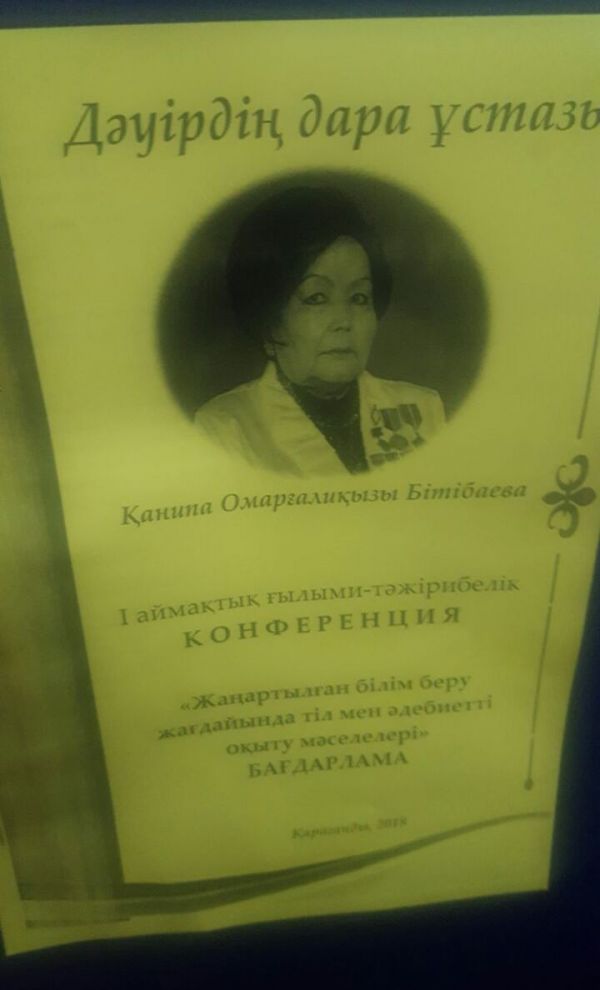 Дәуірдің дара ұстазы
Қанипа Омарғалиқызы Бітібаева
І аймақтық ғылыми-тәжірибелік
КОНФЕРЕНЦИЯ
«Жаңартылған білім беру
жағдайында тіл мен әдебиетті
оқыту мәселелері»
БАҒДАРЛАМА
Қарағанды, 2018